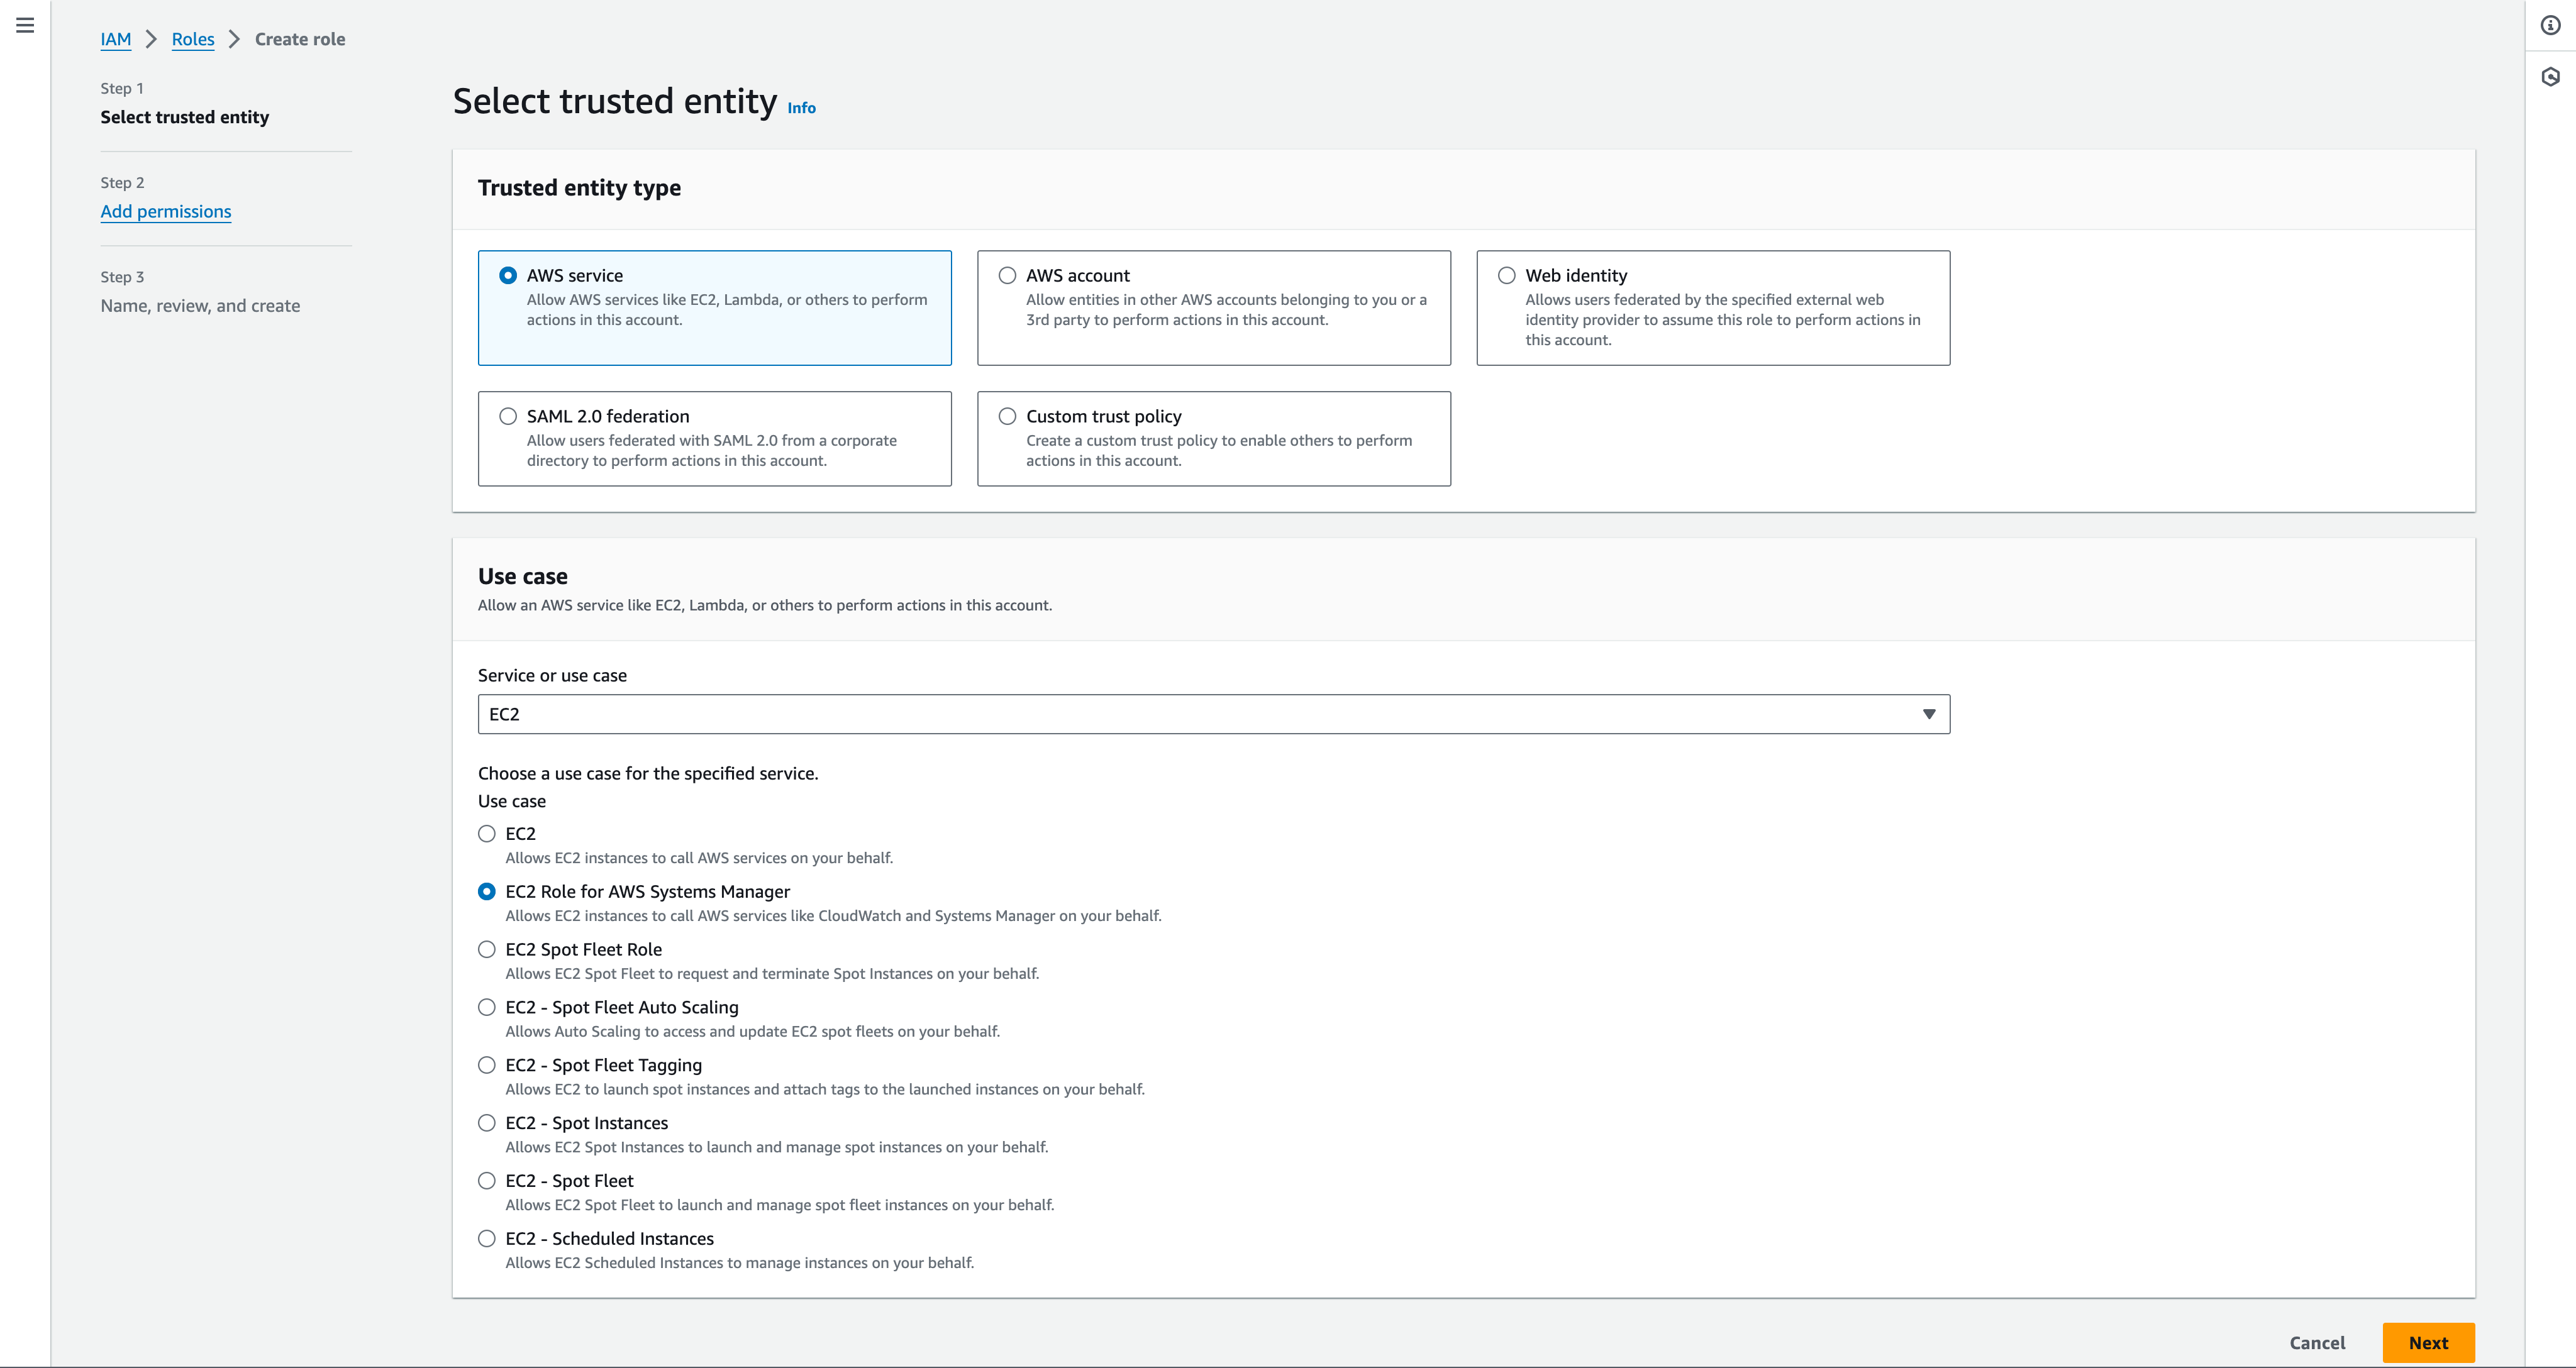 IAM > Roles > Create role
Step 1
Select trusted entity
Step 2
Add permissions
Step 3
Name, review, and create
Select trusted entity Info
Trusted entity type
AWS service
Allow AWS services like EC2, Lambda, or others to perform
actions in this account.
AWS account
Allow entities in other AWS accounts belonging to you or a
3rd party to perform actions in this account.
Web identity
Allows users federated by the specified external web
identity provider to assume this role to perform actions in
this account.
SAML 2.0 federation
Allow users federated with SAML 2.0 from a corporate
directory to perform actions in this account.
Custom trust policy
Create a custom trust policy to enable others to perform
actions in this account.
Use case
Allow an AWS service like EC2, Lambda, or others to perform actions in this account.
Service or use case
EC2
Choose a use case for the specified service.
Use case
EC2
Allows EC2 instances to call AWS services on your behalf.
EC2 Role for AWS Systems Manager
Allows EC2 instances to call AWS services like CloudWatch and Systems Manager on your behalf.
EC2 Spot Fleet Role
Allows EC2 Spot Fleet to request and terminate Spot Instances on your behalf.
EC2 - Spot Fleet Auto Scaling
Allows Auto Scaling to access and update EC2 spot fleets on your behalf.
EC2 - Spot Fleet Tagging
Allows EC2 to launch spot instances and attach tags to the launched instances on your behalf.
EC2 - Spot Instances
Allows EC2 Spot Instances to launch and manage spot instances on your behalf.
EC2 - Spot Fleet
Allows EC2 Spot Fleet to launch and manage spot fleet instances on your behalf.
EC2 - Scheduled Instances
Allows EC2 Scheduled Instances to manage instances on your behalf.
Cancel Next